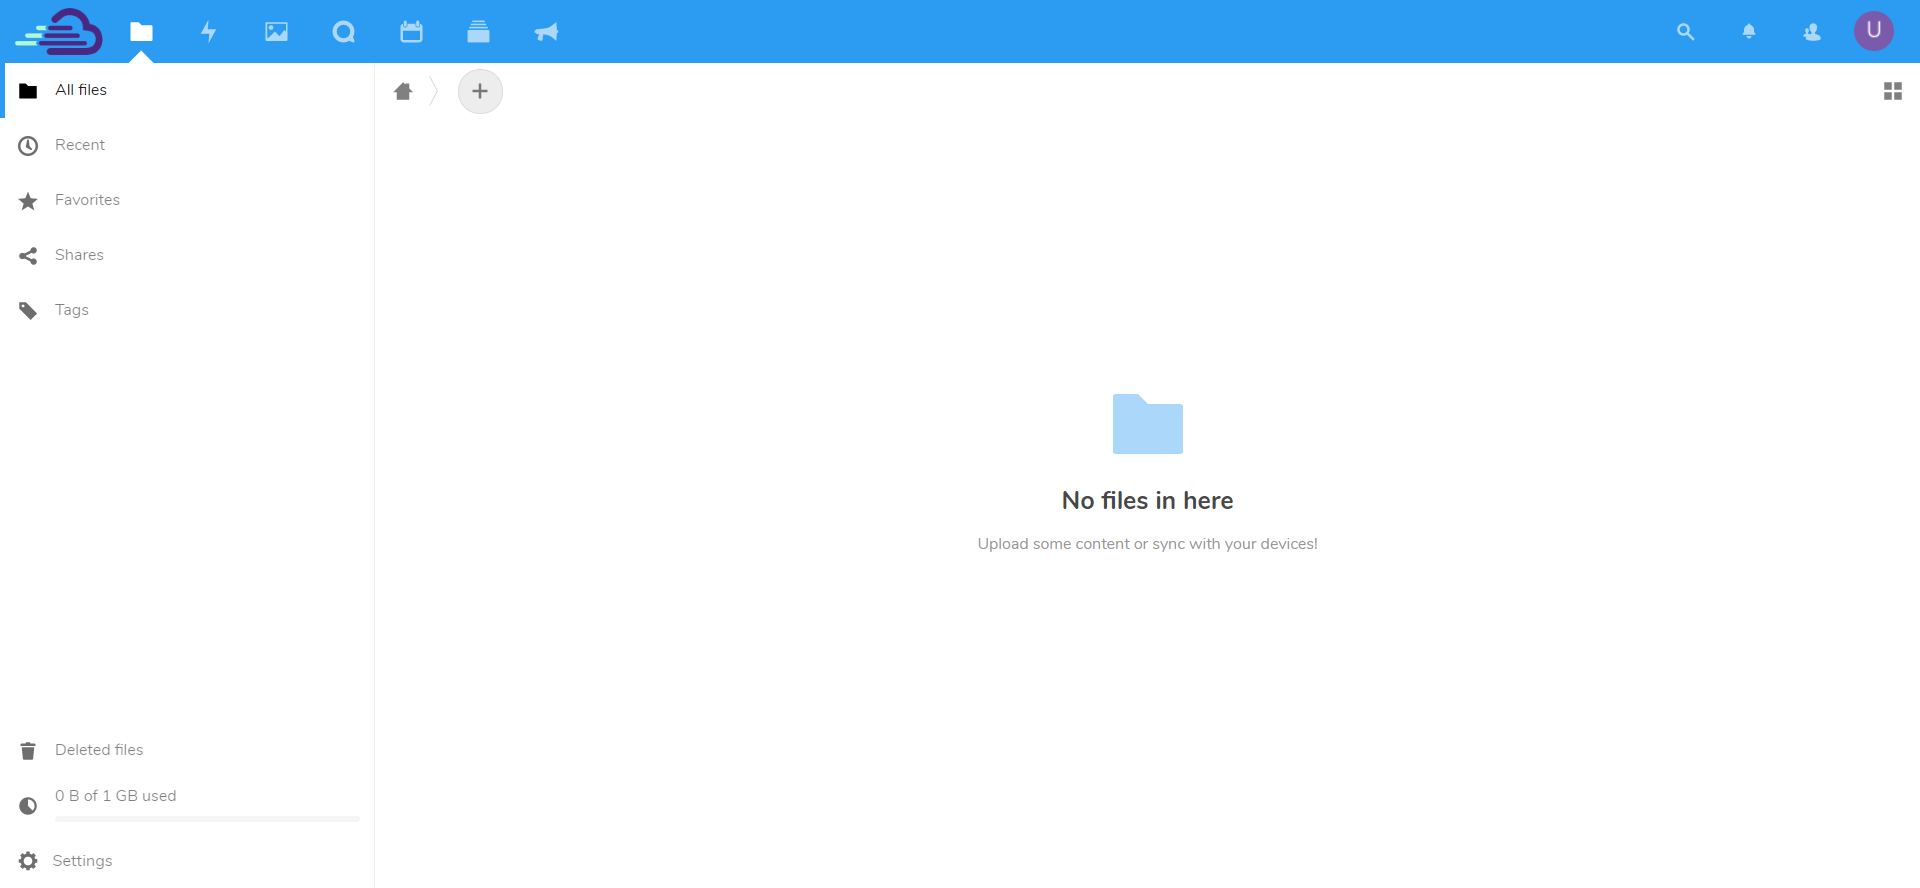 U
All files
Recent
Favorites
Shares
Tags
No files in here
Upload some content or sync with your devices!
Deleted files
0 B of 1 GB used
Settings